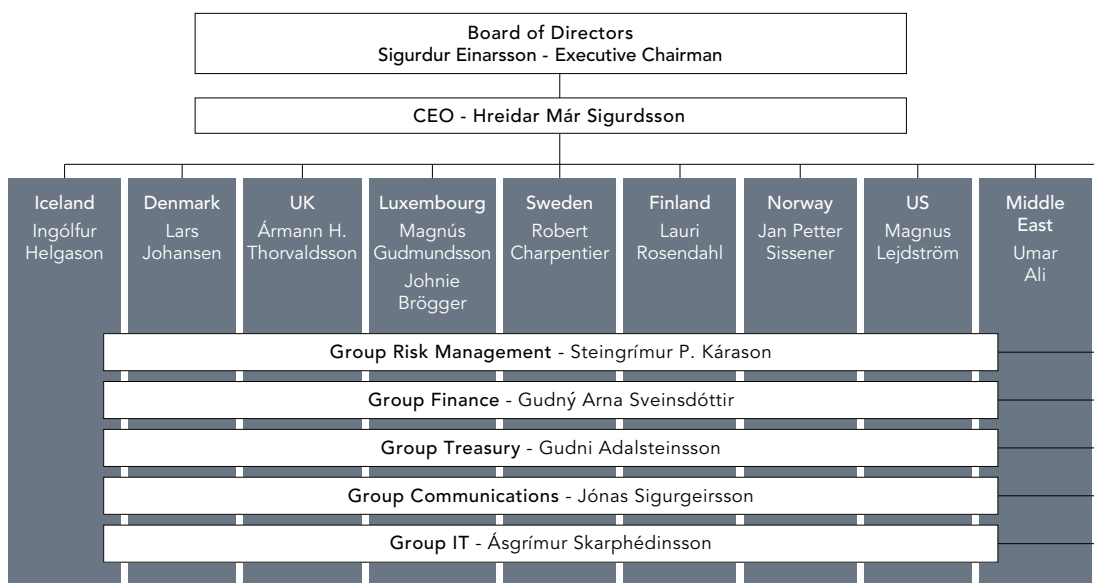 Board of Directors
Sigurdur Einarsson - Executive Chairman
CEO - Hreidar Már Sigurdsson
Iceland
Ingólfur
Helgason
Denmark
Lars
Johansen
UK
Ármann H.
Thorvaldsson
Luxembourg
Magnús
Gudmundsson
Johnie
Brögger
Sweden
Robert
Charpentier
Finland
Lauri
Rosendahl
Norway
Jan Petter
Sissener
US
Magnus
Lejdström
Middle
East
Umar
Ali
Group Risk Management - Steingrímur P. Kárason
Group Finance - Gudný Arna Sveinsdóttir
Group Treasury - Gudni Adalsteinsson
Group Communications - Jónas Sigurgeirsson
Group IT - Ásgrímur Skarphédinsson